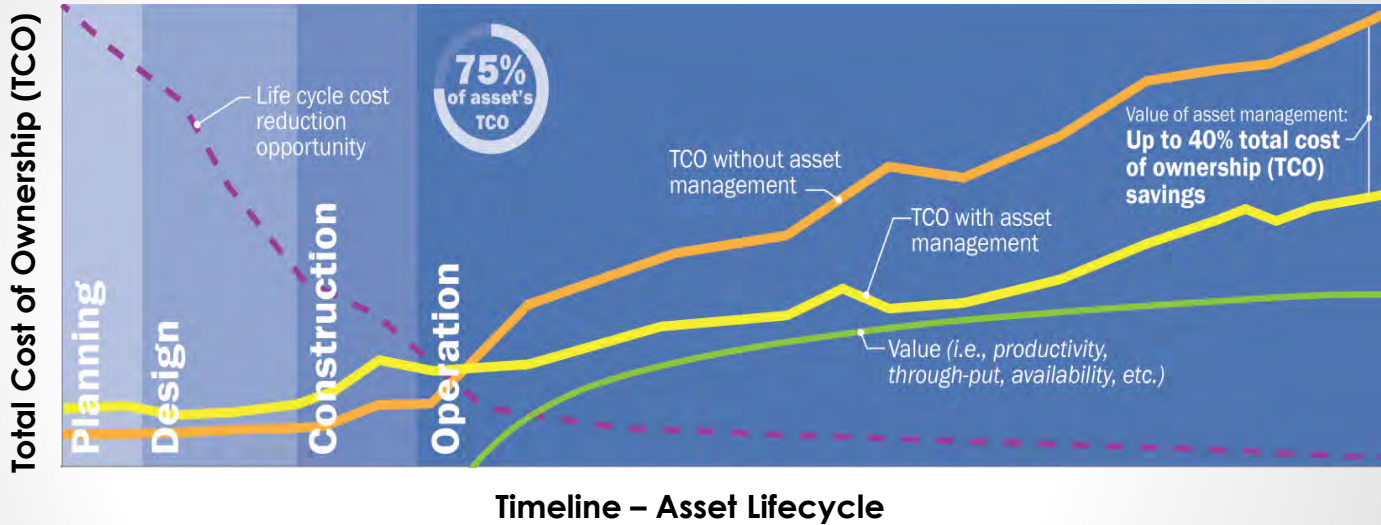 Total Cost of Ownership (TCO)
Planning
Design
Construction
Operation
Life cycle cost
reduction
opportunity
75%
of asset's
TCO
TCO without asset
management
TCO with asset
management
Value (i.e., productivity,
through-put, availability, etc.)
Value of asset management:
Up to 40% total cost
of ownership (TCO)
savings
Timeline – Asset Lifecycle